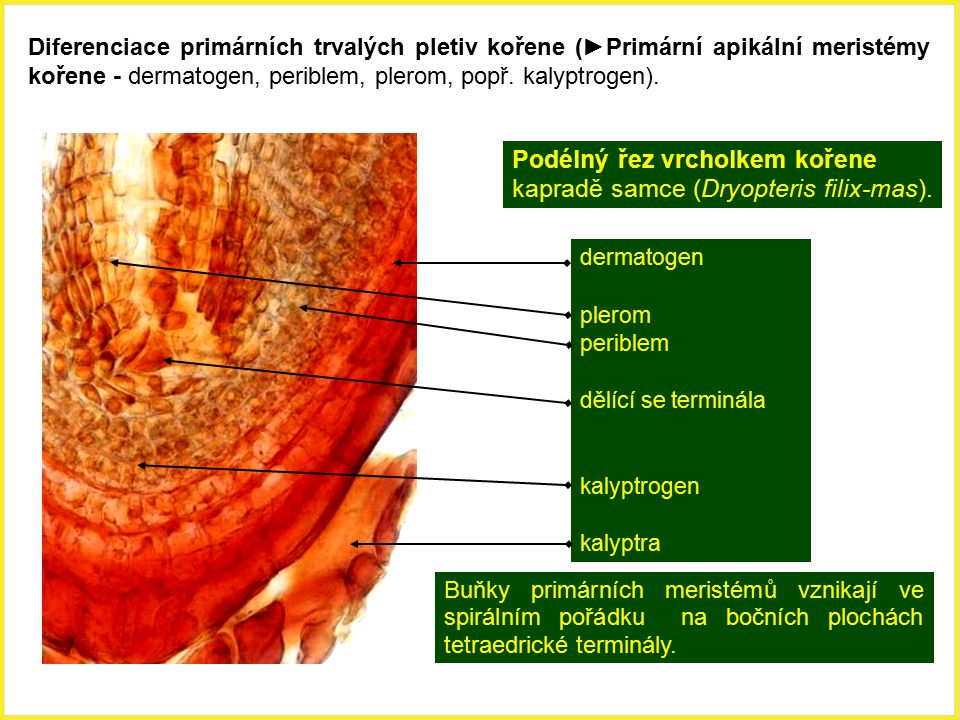 Diferenciace primárních trvalých pletiv kořene (►Primární apikální meristémy
kořene - dermatogen, periblem, plerom, popř. kalyptrogen).
Podélný řez vrcholkem kořene
kapradě samce (Dryopteris filix-mas).
dermatogen
plerom
periblem
dělící se terminála
kalyptrogen
kalyptra
Buňky primárních meristémů vznikají ve
spirálním pořádku na bočních plochách
tetraedrické terminály.